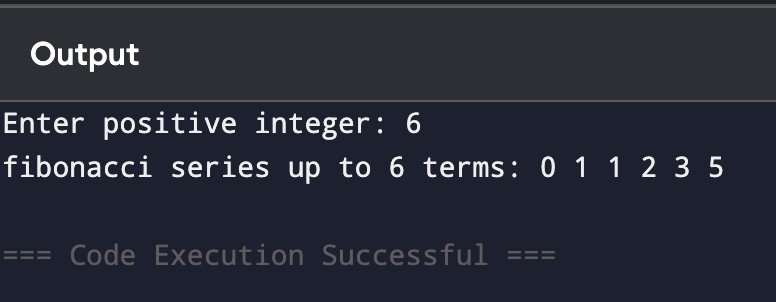 Output
Enter positive integer: 6
fibonacci series up to 6 terms: 0 1 1 2 3 5
=== Code Execution Successful ===